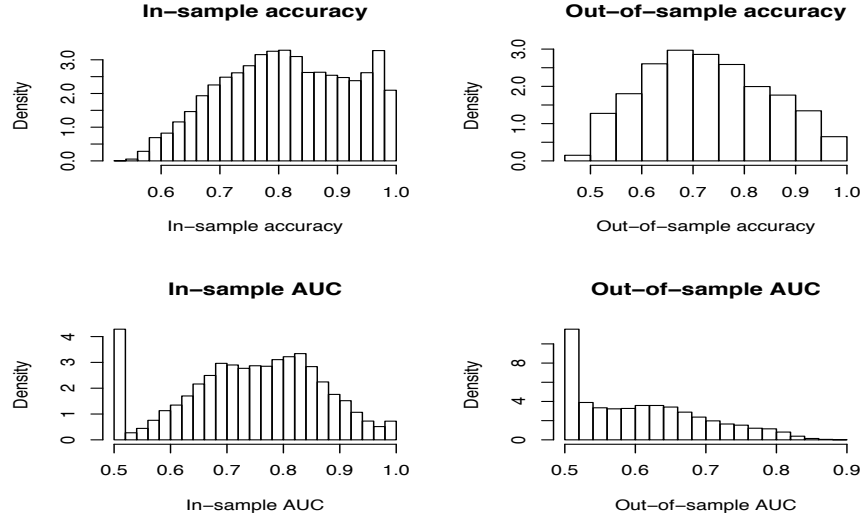 In−sample accuracy
Density
0.0 1.0 2.0 3.0
0.6 0.7 0.8 0.9 1.0
In−sample accuracy
Out−of−sample accuracy
Density
0.0 1.0 2.0 3.0
0.5 0.6 0.7 0.8 0.9 1.0
Out−of−sample accuracy
In−sample AUC
Density
0 1 2 3 4
0.5 0.6 0.7 0.8 0.9 1.0
In−sample AUC
Out−of−sample AUC
Density
0 4 8
0.5 0.6 0.7 0.8 0.9
Out−of−sample AUC